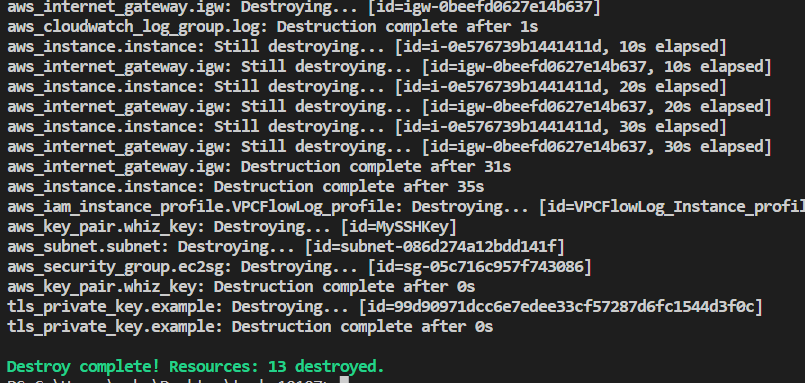 aws_internet_gateway.igw: Destroying... [id=igw-0beefd0627e14b637]
aws_cloudwatch_log_group.log: Destruction complete after 1s
aws_instance.instance: Still destroying... [id=i-0e576739b1441411d, 10s elapsed]
aws_internet_gateway.igw: Still destroying... [id=igw-0beefd0627e14b637, 10s elapsed]
aws_instance.instance: Still destroying... [id=i-0e576739b1441411d, 20s elapsed]
aws_internet_gateway.igw: Still destroying... [id=igw-0beefd0627e14b637, 20s elapsed]
aws_instance.instance: Still destroying... [id=i-0e576739b1441411d, 30s elapsed]
aws_internet_gateway.igw: Still destroying... [id=igw-0beefd0627e14b637, 30s elapsed]
aws_internet_gateway.igw: Destruction complete after 31s
aws_instance.instance: Destruction complete after 35s
aws_iam_instance_profile.VPCFlowLog_profile: Destroying... [id=VPCFlowLog_Instance_profil
aws_key_pair.whiz_key: Destroying... [id=MySSHKey]
aws_subnet.subnet: Destroying... [id=subnet-086d274a12bdd141f]
aws_security_group.ec2sg: Destroying... [id=sg-05c716c957f743086]
aws_key_pair.whiz_key: Destruction complete after 0s
tls_private_key.example: Destroying... [id=99d90971dcc6e7edee33cf57287d6fc1544d3f0c]
tls_private_key.example: Destruction complete after 0s
Destroy complete! Resources: 13 destroyed.